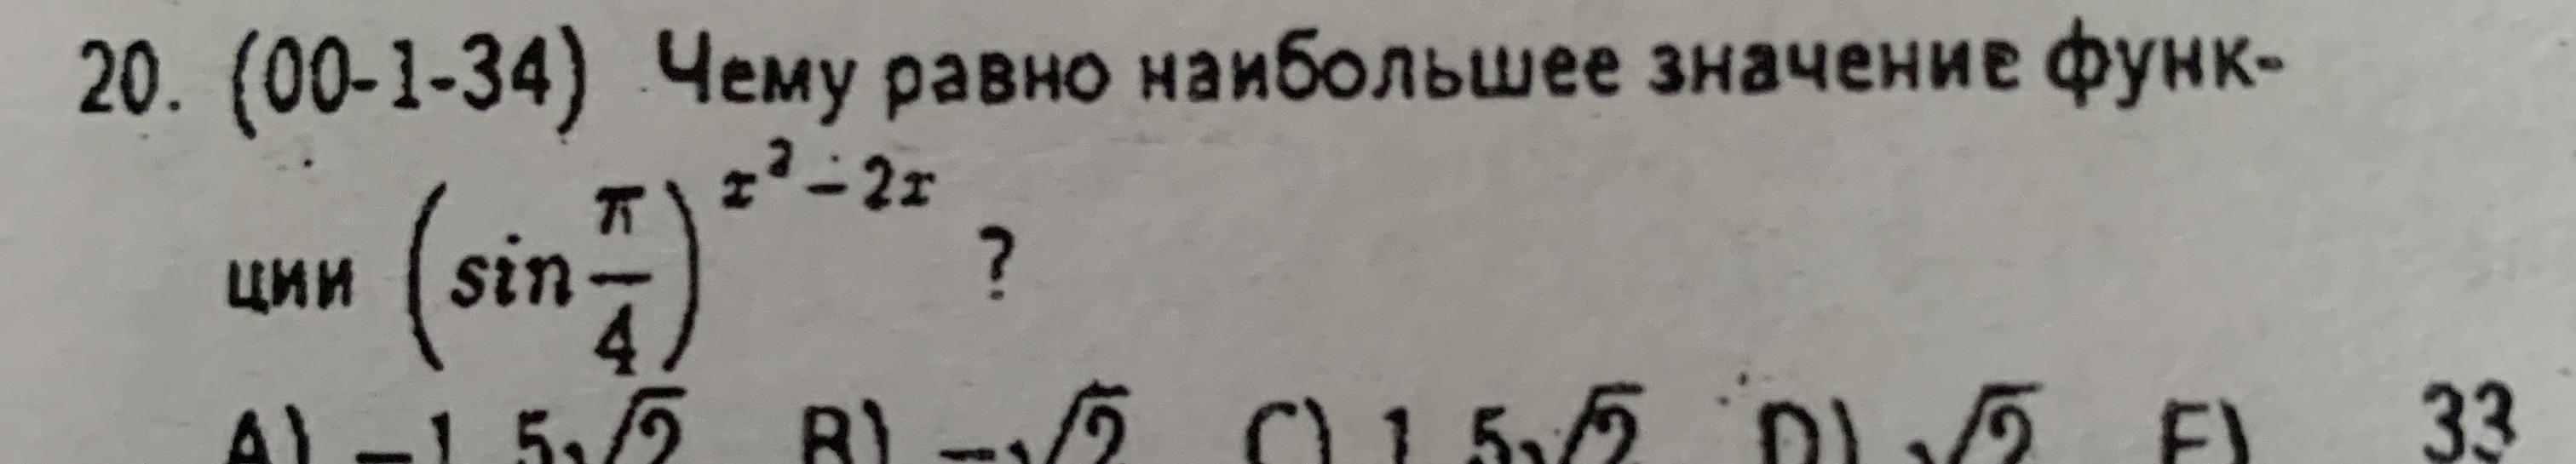 20. (00-1-34) Чему равно наибольшее значение функ-
ции (sin π/4)^{x² - 2x} ?
A) -1,5√2 B) -√2 C) 1,5√2 D) √2 E) 33